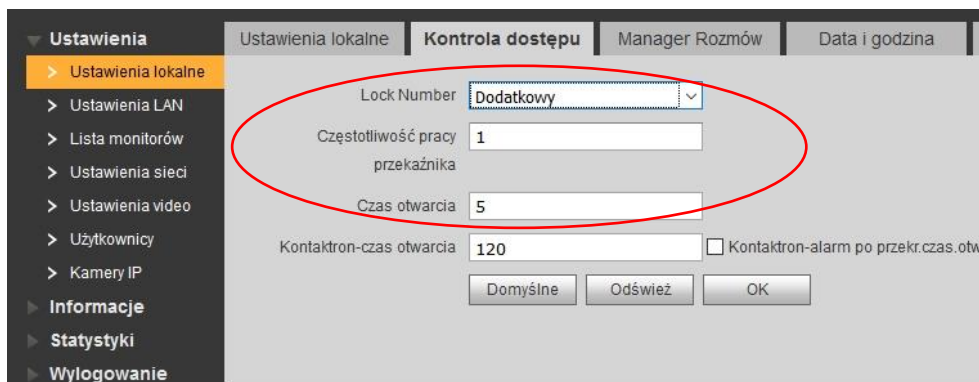 Ustawienia
Ustawienia lokalne
Ustawienia LAN
Lista monitorów
Ustawienia sieci
Ustawienia video
Użytkownicy
Kamery IP
Informacje
Statystyki
Wylogowanie
Ustawienia lokalne Kontrola dostępu Manager Rozmów Data i godzina
Lock Number Dodatkowy
Częstotliwość pracy 1
przekaźnika
Czas otwarcia 5
Kontaktron-czas otwarcia 120 Kontaktron-alarm po przekr.czas.otw
Domyślne Odśwież OK